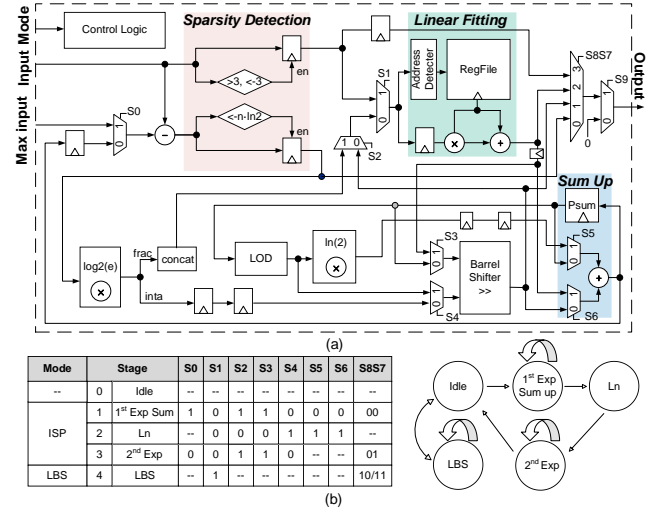 Sparsity Detection
Linear Fitting
Mode
Input
Max input
Output
Control Logic
Address
Detecter
RegFile
S8S7
S9
S1
>3, <-3
en
3
2
1
0
1
0
1
0
0
S0
1
0
−
<-n·ln2
en
×
+
1 0
S2
Sum Up
Psum
frac
concat
log2(e)
×
inta
LOD
ln(2)
×
S3
1
0
S4
1
0
Barrel
Shifter
>>
S5
1
0
+
1
0
S6
(a)
Mode Stage S0 S1 S2 S3 S4 S5 S6 S8S7
-- 0 Idle -- -- -- -- -- -- -- --
ISP 1 1st Exp Sum 1 0 1 1 0 0 0 00
2 Ln -- 0 0 0 1 1 1 --
3 2nd Exp 0 0 1 1 0 -- -- 01
LBS 4 LBS -- 1 -- -- -- -- -- 10/11
Idle
1st Exp
Sum up
Ln
LBS
2nd Exp
(b)